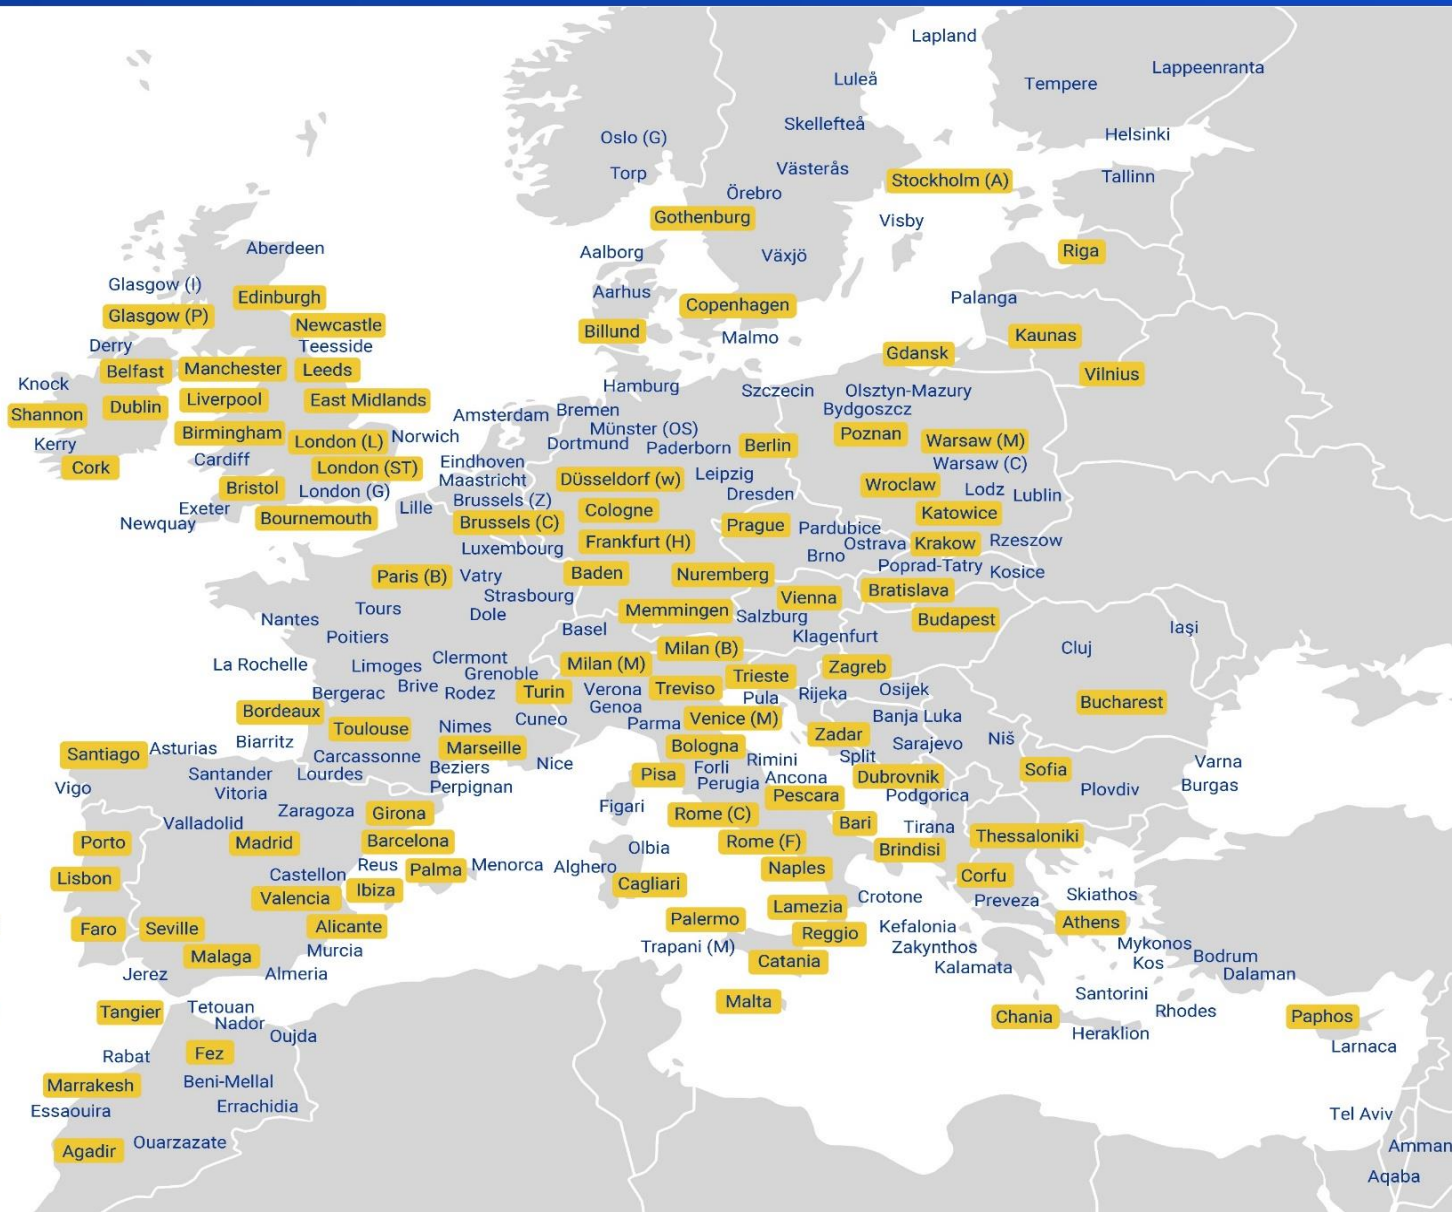 Lapland
Lappeenranta
Luleå
Tempere
Skellefteå
Helsinki
Oslo (G)
Västerås
Torp
Stockholm (A)
Tallinn
Örebro
Gothenburg
Visby
Aberdeen
Aalborg
Växjö
Riga
Glasgow (I)
Edinburgh
Aarhus
Copenhagen
Palanga
Glasgow (P)
Newcastle
Billund
Malmo
Kaunas
Derry
Teesside
Gdansk
Belfast
Manchester
Leeds
Vilnius
Knock
Hamburg
Szczecin
Olsztyn-Mazury
Shannon
Dublin
Liverpool
East Midlands
Amsterdam
Bremen
Bydgoszcz
Münster (OS)
Kerry
Birmingham
London (L)
Norwich
Dortmund
Paderborn
Berlin
Poznan
Warsaw (M)
Cork
Cardiff
London (ST)
Eindhoven
Warsaw (C)
Maastricht
Düsseldorf (w)
Leipzig
Bristol
London (G)
Brussels (Z)
Dresden
Wroclaw
Lodz
Lublin
Exeter
Lille
Newquay
Bournemouth
Brussels (C)
Cologne
Prague
Pardubice
Katowice
Luxembourg
Frankfurt (H)
Ostrava
Krakow
Rzeszow
Brno
Paris (B)
Vatry
Baden
Nuremberg
Poprad-Tatry
Kosice
Strasbourg
Vienna
Bratislava
Nantes
Tours
Dole
Memmingen
Salzburg
Budapest
Poitiers
Basel
Klagenfurt
Iaşi
Milan (B)
Cluj
La Rochelle
Limoges
Clermont
Milan (M)
Zagreb
Grenoble
Trieste
Bergerac
Brive
Rodez
Turin
Verona
Treviso
Pula
Rijeka
Osijek
Bucharest
Bordeaux
Genoa
Toulouse
Nimes
Cuneo
Parma
Venice (M)
Banja Luka
Biarritz
Zadar
Santiago
Asturias
Marseille
Bologna
Sarajevo
Niš
Carcassonne
Nice
Split
Santander
Lourdes
Beziers
Pisa
Forli
Rimini
Sofia
Varna
Vigo
Vitoria
Perpignan
Perugia
Ancona
Dubrovnik
Plovdiv
Burgas
Pescara
Podgorica
Zaragoza
Girona
Figari
Valladolid
Rome (C)
Bari
Tirana
Porto
Madrid
Barcelona
Olbia
Rome (F)
Brindisi
Thessaloniki
Lisbon
Castellon
Reus
Palma
Menorca
Alghero
Naples
Corfu
Valencia
Ibiza
Cagliari
Crotone
Preveza
Skiathos
Faro
Seville
Alicante
Palermo
Lamezia
Kefalonia
Athens
Malaga
Murcia
Trapani (M)
Reggio
Zakynthos
Mykonos
Jerez
Almeria
Catania
Kalamata
Kos
Bodrum
Dalaman
Tangier
Tetouan
Malta
Santorini
Nador
Chania
Rhodes
Paphos
Oujda
Heraklion
Rabat
Fez
Larnaca
Marrakesh
Beni-Mellal
Essaouira
Errachidia
Tel Aviv
Agadir
Ouarzazate
Amman
Aqaba